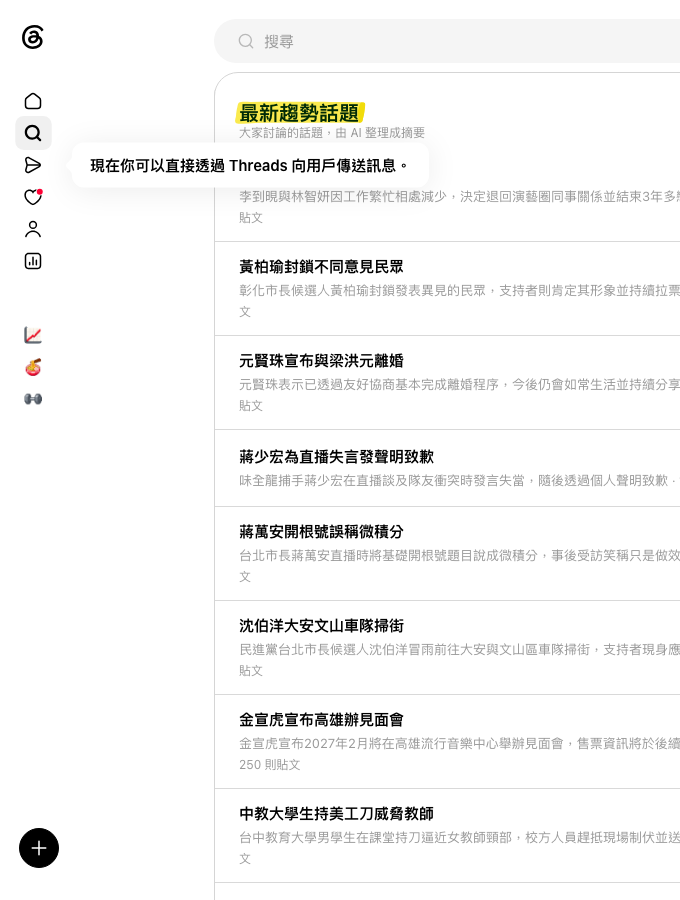 搜尋
最新趨勢話題
大家討論的話題，由 AI 整理成摘要
現在你可以直接透過 Threads 向用戶傳送訊息。
李到晛與林智妍因工作繁忙相處減少，決定退回演藝圈同事關係並結束3年多
貼文
黃柏瑜封鎖不同意見民眾
彰化市長候選人黃柏瑜封鎖發表異見的民眾，支持者則肯定其形象並持續拉票
文
元賢珠宣布與梁洪元離婚
元賢珠表示已透過友好協商基本完成離婚程序，今後仍會如常生活並持續分享
貼文
蔣少宏為直播失言發聲明致歉
味全龍捕手蔣少宏在直播談及隊友衝突時發言失當，隨後透過個人聲明致歉 ·
蔣萬安開根號誤稱微積分
台北市長蔣萬安直播時將基礎開根號題目說成微積分，事後受訪笑稱只是做效
文
沈伯洋大安文山車隊掃街
民進黨台北市長候選人沈伯洋冒雨前往大安與文山區車隊掃街，支持者現身應
貼文
金宣虎宣布高雄辦見面會
金宣虎宣布2027年2月將在高雄流行音樂中心舉辦見面會，售票資訊將於後續
250 則貼文
中教大學生持美工刀威脅教師
台中教育大學男學生在課堂持刀逼近女教師頸部，校方人員趕抵現場制伏並送
文